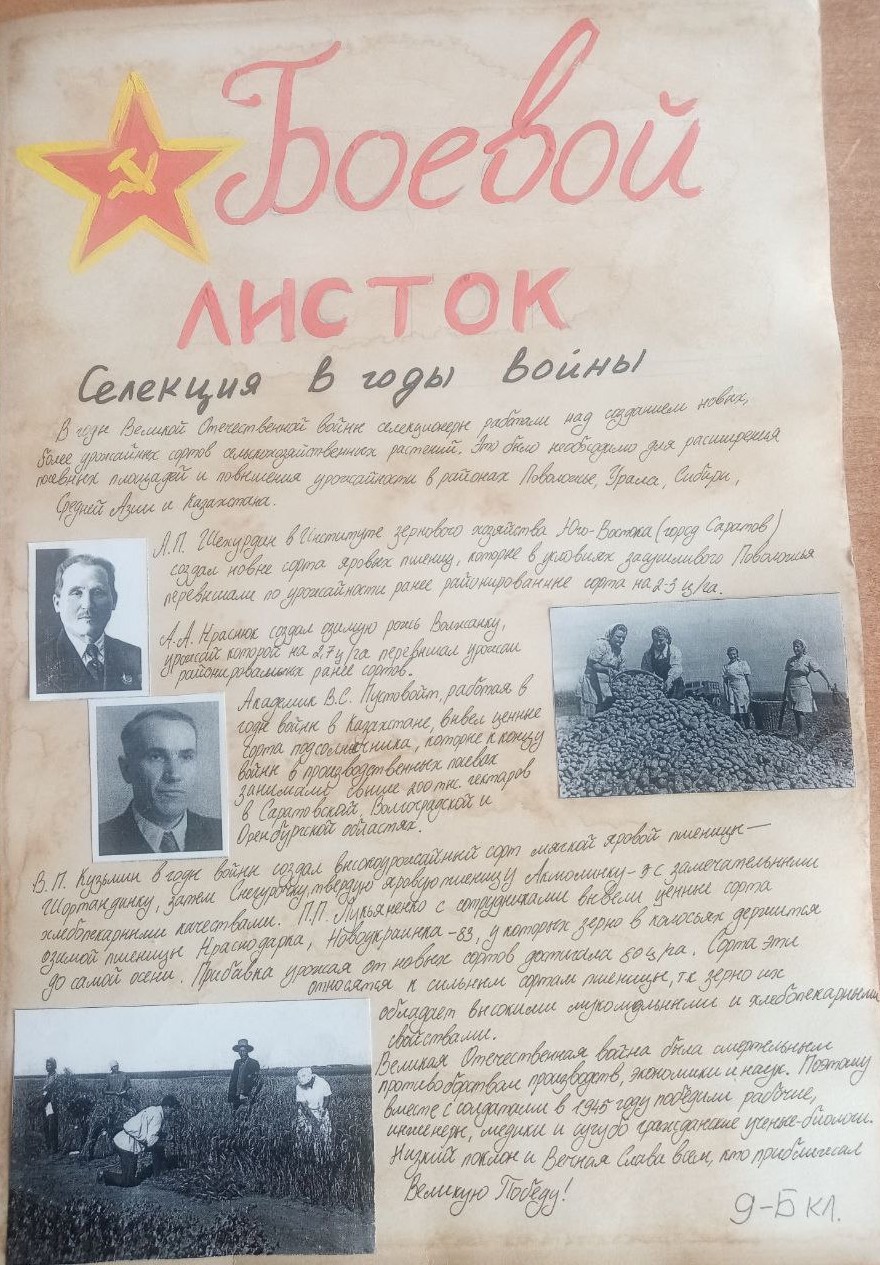 Боевой
листок
Селекция в годы войны
В годы Великой Отечественной войны селекционеры работали над созданием новых,
более урожайных сортов сельскохозяйственных растений. Это было необходимо для расширения
посевных площадей и повышения урожайности в районах Поволжье, Урала, Сибири,
Средней Азии и Казахстана.
А.П. Шехурдин в Институте зернового хозяйства Юго-Востока (город Саратов)
создал новые сорта яровых пшениц, которые в условиях засушливого Поволжья
перевышали по урожайности ранее районированные сорта на 2-3 ц/га.
А.А. Краснюк создал озимую рожь Волжанку,
урожай которой на 2,7 ц/га перевышал урожаи
районировальных ранее сортов.
Академик В.С. Пустовойт, работая в
годы войны в Казахстане, вывел ценные
сорта подсолнечника, которые к концу
войны в производственных посевах
занимали свыше 200 тыс. гектаров
в Саратовской, Волгоградской и
Оренбургской областях.
В.П. Кузьмин в годы войны создал высокоурожайный сорт мягкой яровой пшеницы —
Шортандинку, затем Снегуровку, твердую яровую пшеницу Акмолинку-5 с замечательными
хлебопекарными качествами. П.П. Лукьяненко с сотрудниками вывели ценные сорта
озимой пшеницы Краснодарка, Новоукраинка-83, у которых зерно в колосьях держится
до самой осени. Прибавка урожая от новых сортов достигала 50 ц/га. Сорта эти
относятся к сильным сортам пшеницы, т.к зерно их
обладает высокими мукомольными и хлебопекарными
свойствами.
Великая Отечественная война была смертельным
противоборством производств, экономики и наук. Поэтому
вместе с солдатами в 1945 году победили рабочие,
инженеры, медики и сугубо гражданские ученые-биологи.
Низкий поклон и Вечная Слава всем, кто приближал
Великую Победу!
9-Б кл.